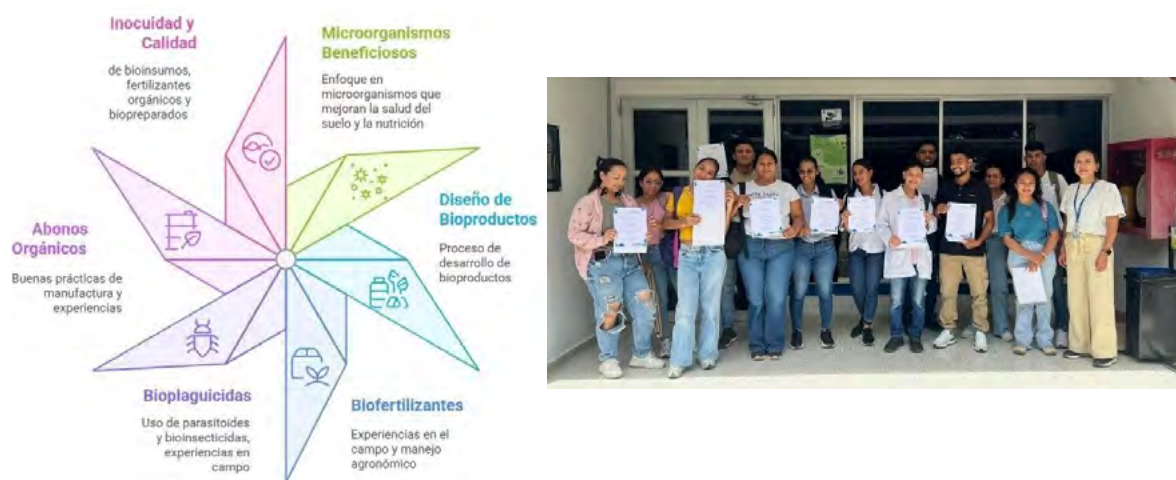 Inocuidad y
Calidad
de bioinsumos,
fertilizantes
orgánicos y
biopreparados
Microorganismos
Beneficiosos
Enfoque en
microorganismos que
mejoran la salud del
suelo y la nutrición
Diseño de
Bioproductos
Proceso de
desarrollo de
bioproductos
Abonos
Orgánicos
Buenas prácticas de
manufactura y
experiencias
Bioplaguicidas
Uso de parasitoides
y bioinsecticidas,
experiencias en
campo
Biofertilizantes
Experiencias en el
campo y manejo
agronómico